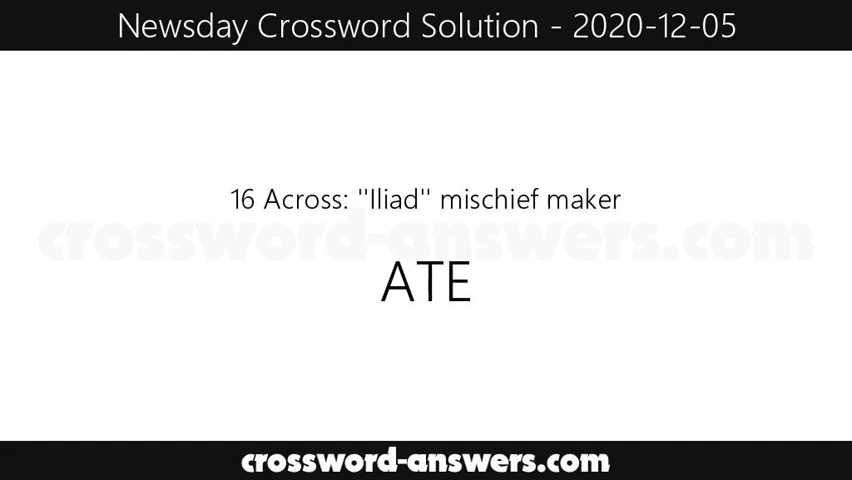 Newsday Crossword Solution - 2020-12-05
16 Across: "Iliad" mischief maker
crossword-answers.com
ATE
crossword-answers.com